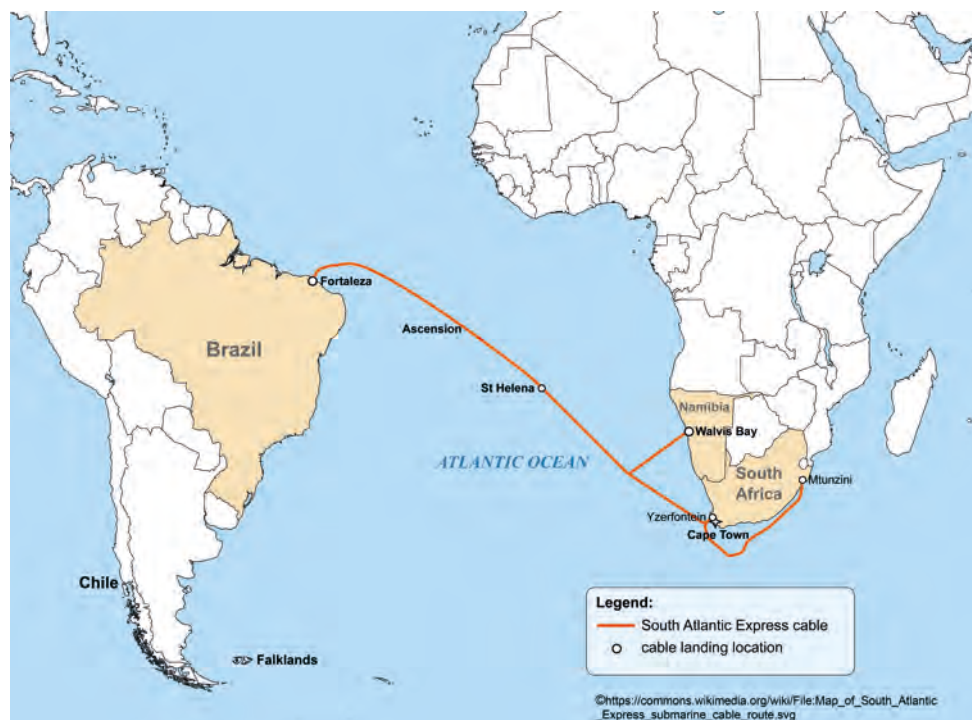 Fortaleza
Ascension
Brazil
St Helena
Namibia
Walvis Bay
ATLANTIC OCEAN
South
Africa
Mtunzini
Yzerfontein
Cape Town
Chile
Falklands
Legend:
South Atlantic Express cable
cable landing location
©https://commons.wikimedia.org/wiki/File:Map_of_South_Atlantic
_Express_submarine_cable_route.svg